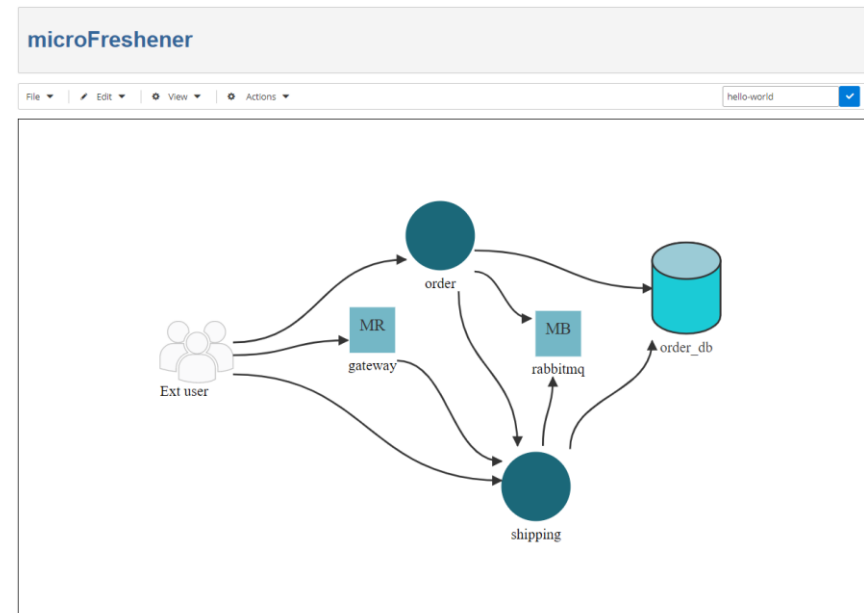 microFreshener
File Edit View Actions hello-world
order
MR
gateway
MB
rabbitmq
order_db
Ext user
shipping